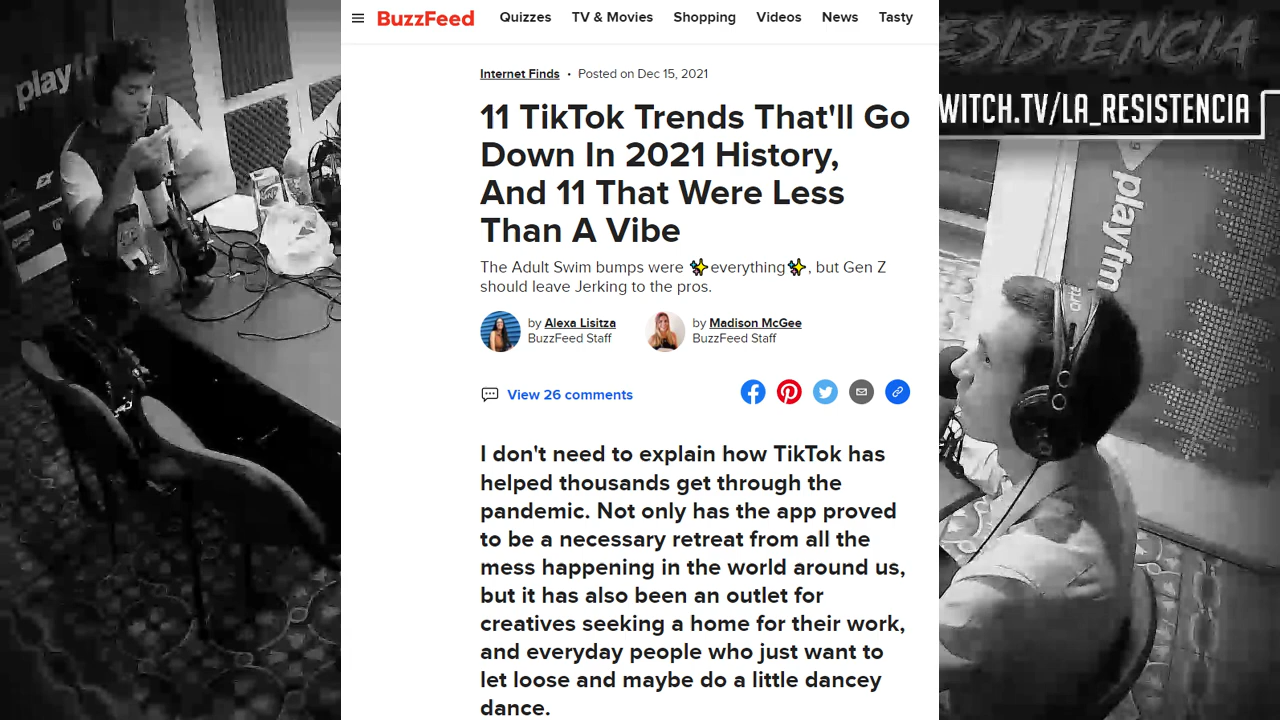 BuzzFeed
Quizzes
TV & Movies
Shopping
Videos
News
Tasty
Internet Finds • Posted on Dec 15, 2021
11 TikTok Trends That'll Go
Down In 2021 History,
And 11 That Were Less
Than A Vibe
The Adult Swim bumps were ✨everything✨, but Gen Z
should leave Jerking to the pros.
by Alexa Lisitza
BuzzFeed Staff
by Madison McGee
BuzzFeed Staff
View 26 comments
I don't need to explain how TikTok has
helped thousands get through the
pandemic. Not only has the app proved
to be a necessary retreat from all the
mess happening in the world around us,
but it has also been an outlet for
creatives seeking a home for their work,
and everyday people who just want to
let loose and maybe do a little dancey
dance.
playfm
ESISTENCIA
WITCH.TV/LA_RESISTENCIA
playfm